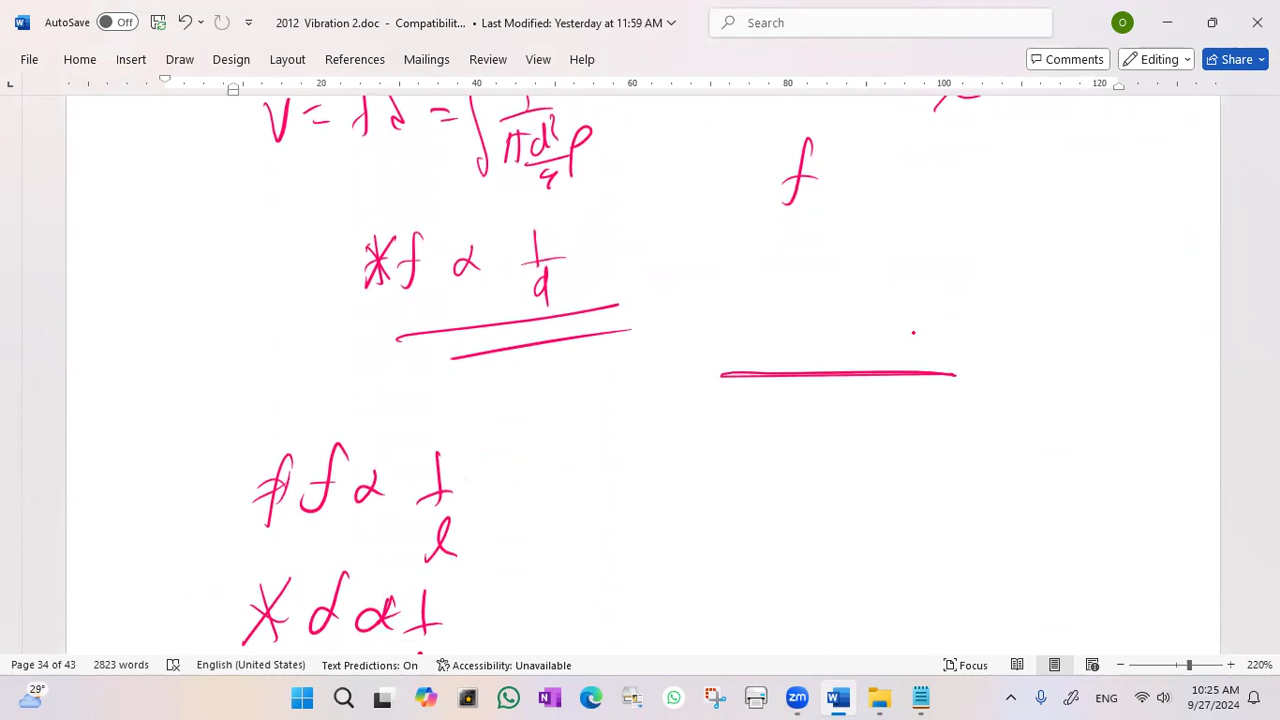 AutoSave Off 2012 Vibration 2.doc - Compatibilit... • Last Modified: Yesterday at 11:59 AM Search O
File Home Insert Draw Design Layout References Mailings Review View Help Comments Editing Share
20 40 60 80 100 120
πd²/4 ρ
f
*f ∝ 1/d
f ∝ 1/l
Page 34 of 43 2823 words English (United States) Text Predictions: On Accessibility: Unavailable Focus 220%
29° ENG 10:25 AM
9/27/2024